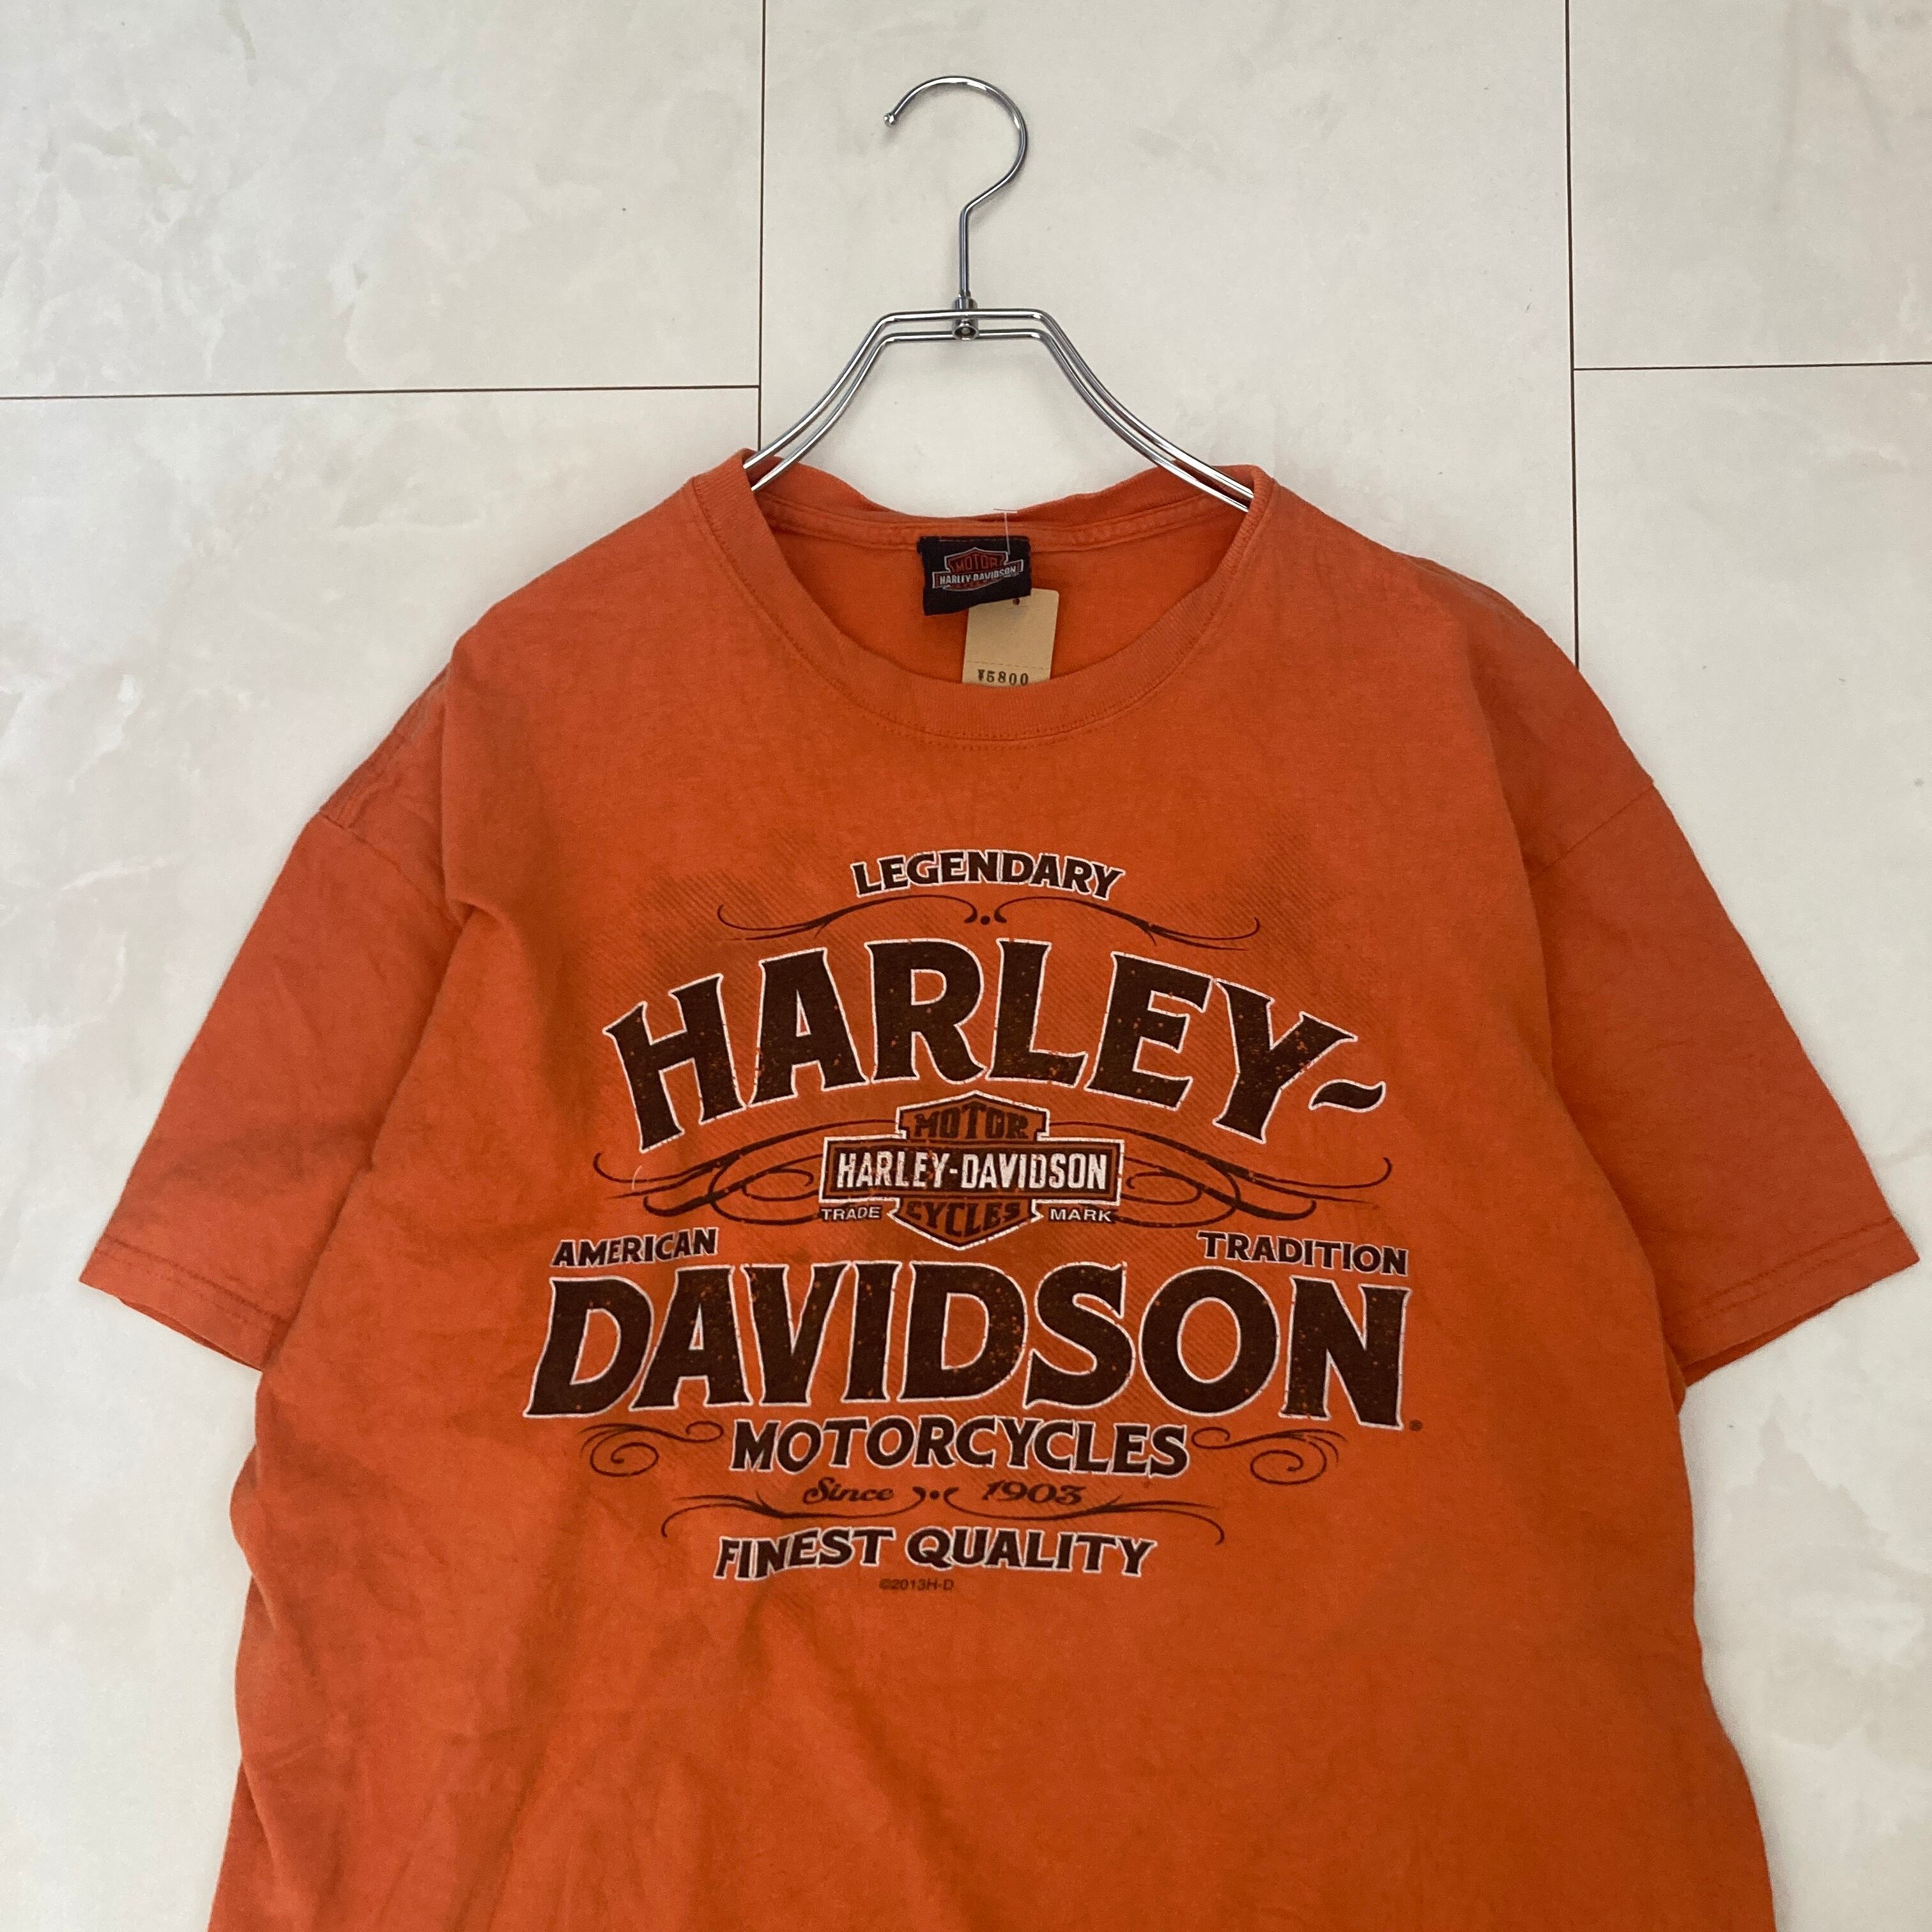 MOTOR
HARLEY-DAVIDSON
¥5800
LEGENDARY
HARLEY-
MOTOR
HARLEY-DAVIDSON
TRADE CYCLES MARK
AMERICAN TRADITION
DAVIDSON®
MOTORCYCLES
Since 1903
FINEST QUALITY
©2013H-D